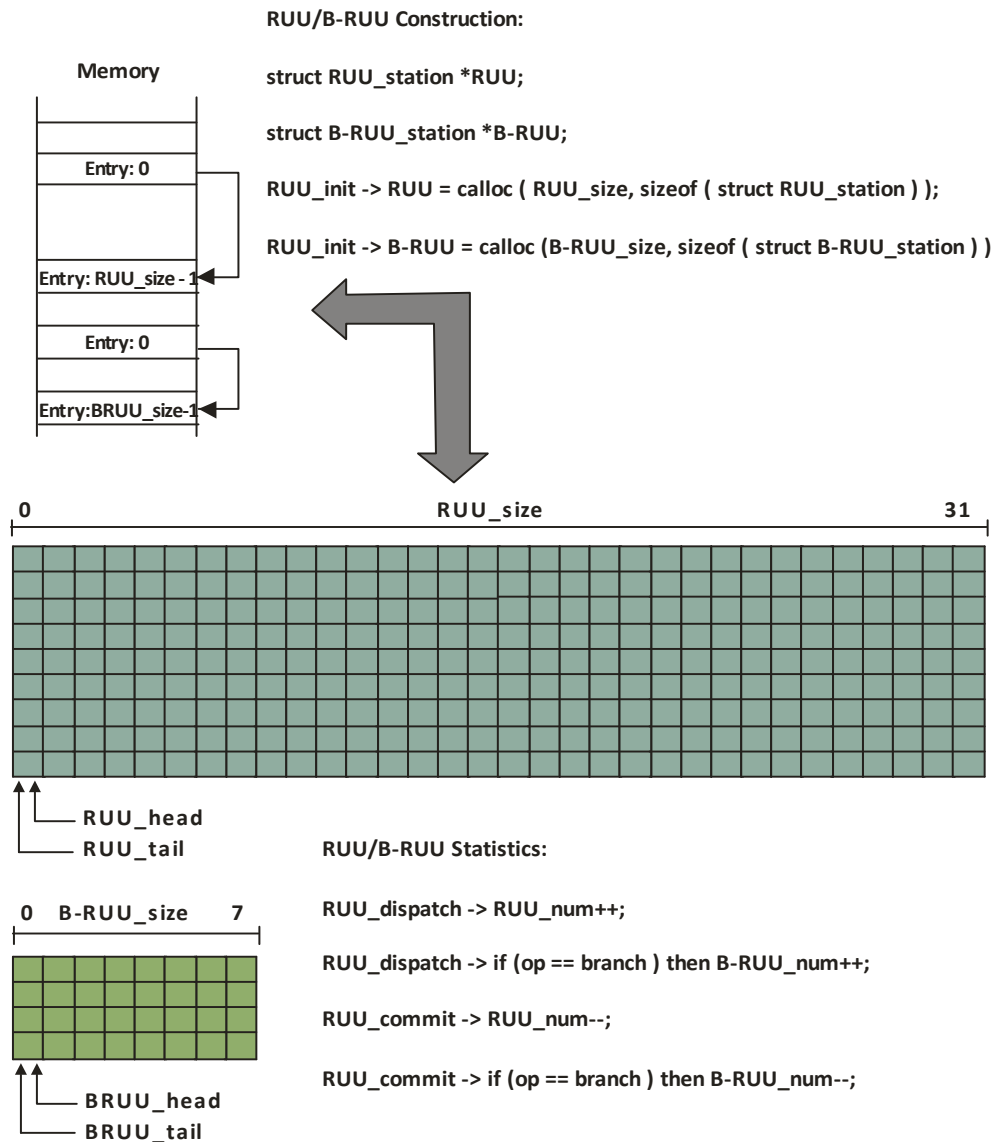 RUU/B-RUU Construction:
Memory
struct RUU_station *RUU;
struct B-RUU_station *B-RUU;
Entry: 0
RUU_init -> RUU = calloc ( RUU_size, sizeof ( struct RUU_station ) );
RUU_init -> B-RUU = calloc (B-RUU_size, sizeof ( struct B-RUU_station ) )
Entry: RUU_size - 1
Entry: 0
Entry:BRUU_size-1
0 RUU_size 31
RUU_head
RUU_tail
RUU/B-RUU Statistics:
0 B-RUU_size 7
RUU_dispatch -> RUU_num++;
RUU_dispatch -> if (op == branch ) then B-RUU_num++;
RUU_commit -> RUU_num--;
RUU_commit -> if (op == branch ) then B-RUU_num--;
BRUU_head
BRUU_tail